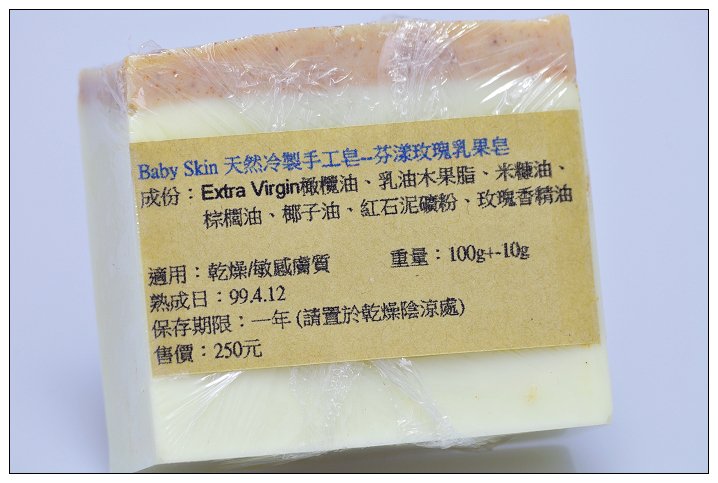 Baby Skin 天然冷製手工皂--芬漾玫瑰乳果皂
成份：Extra Virgin橄欖油、乳油木果脂、米糠油、
棕櫚油、椰子油、紅石泥礦粉、玫瑰香精油
適用：乾燥/敏感膚質 重量：100g+-10g
熟成日：99.4.12
保存期限：一年 (請置於乾燥陰涼處)
售價：250元